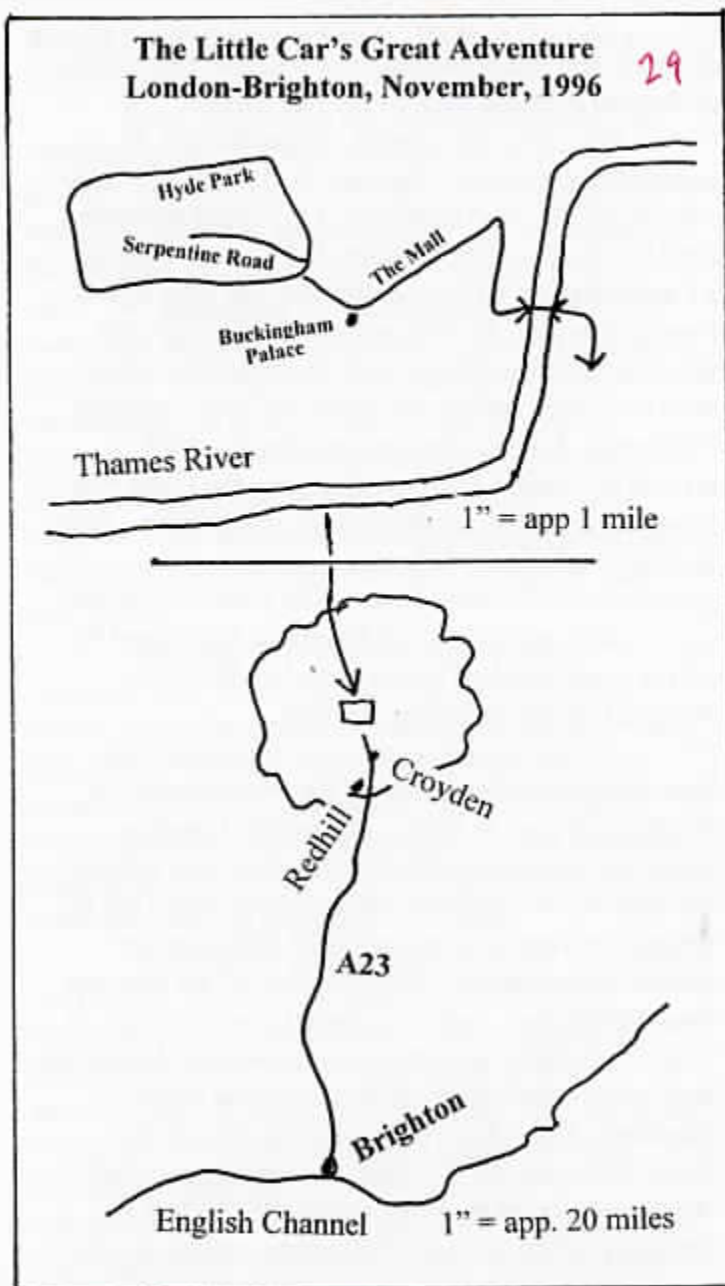 The Little Car's Great Adventure
London-Brighton, November, 1996
29
Hyde Park
Serpentine Road
The Mall
Buckingham
Palace
Thames River
1" = app 1 mile
Croyden
Redhill
A23
Brighton
English Channel
1" = app. 20 miles